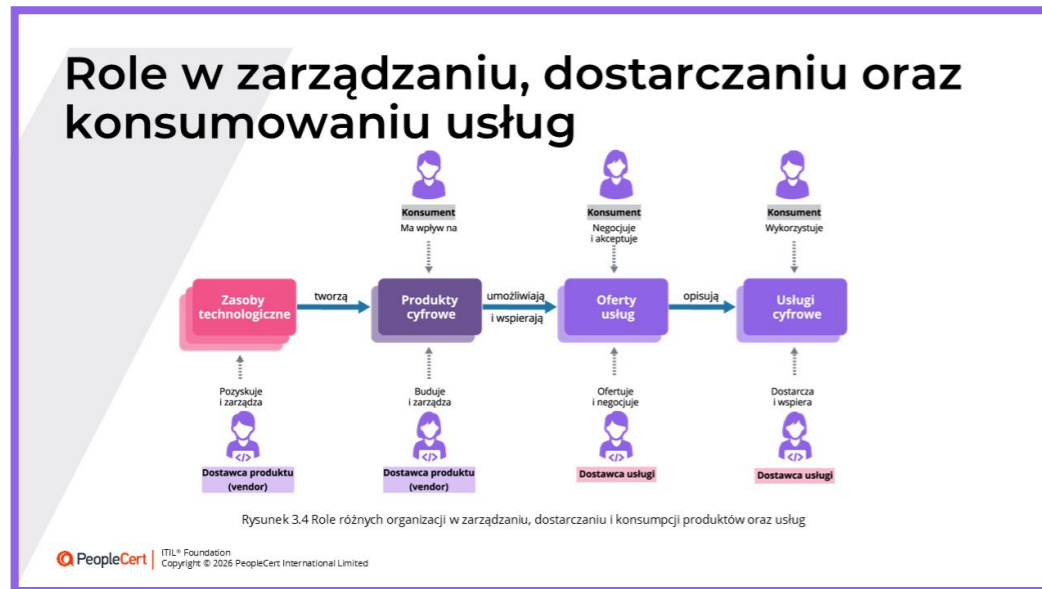 Role w zarządzaniu, dostarczaniu oraz
konsumowaniu usług
Konsument
Ma wpływ na
Konsument
Negocjuje
i akceptuje
Konsument
Wykorzystuje
Zasoby
technologiczne
tworzą
Produkty
cyfrowe
umożliwiają
i wspierają
Oferty
usług
opisują
Usługi
cyfrowe
Pozyskuje
i zarządza
Dostawca produktu
(vendor)
Buduje
i zarządza
Dostawca produktu
(vendor)
Ofertuje
i negocjuje
Dostawca usługi
Dostarcza
i wspiera
Dostawca usługi
Rysunek 3.4 Role różnych organizacji w zarządzaniu, dostarczaniu i konsumpcji produktów oraz usług
PeopleCert
ITIL® Foundation
Copyright © 2026 PeopleCert International Limited